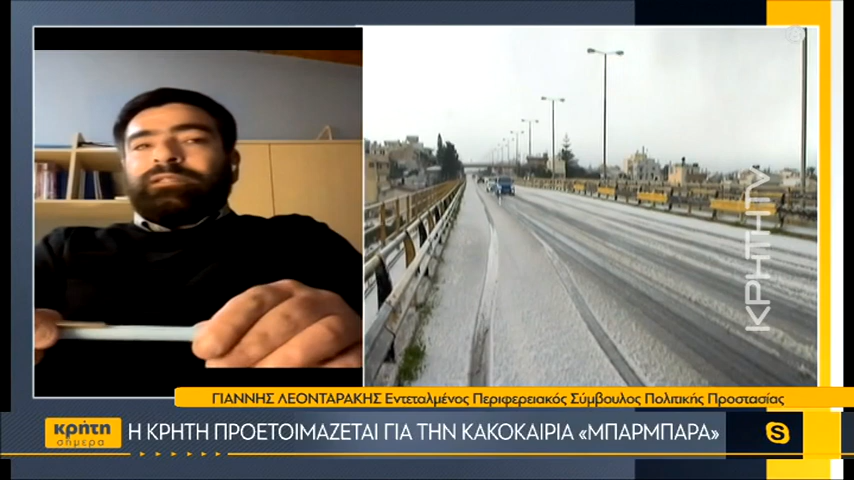 ΚΡΗΤΗ TV
ΓΙΑΝΝΗΣ ΛΕΟΝΤΑΡΑΚΗΣ Εντεταλμένος Περιφερειακός Σύμβουλος Πολιτικής Προστασίας
κρήτη
σήμερα
Η ΚΡΗΤΗ ΠΡΟΕΤΟΙΜΑΖΕΤΑΙ ΓΙΑ ΤΗΝ ΚΑΚΟΚΑΙΡΙΑ «ΜΠΑΡΜΠΑΡΑ»